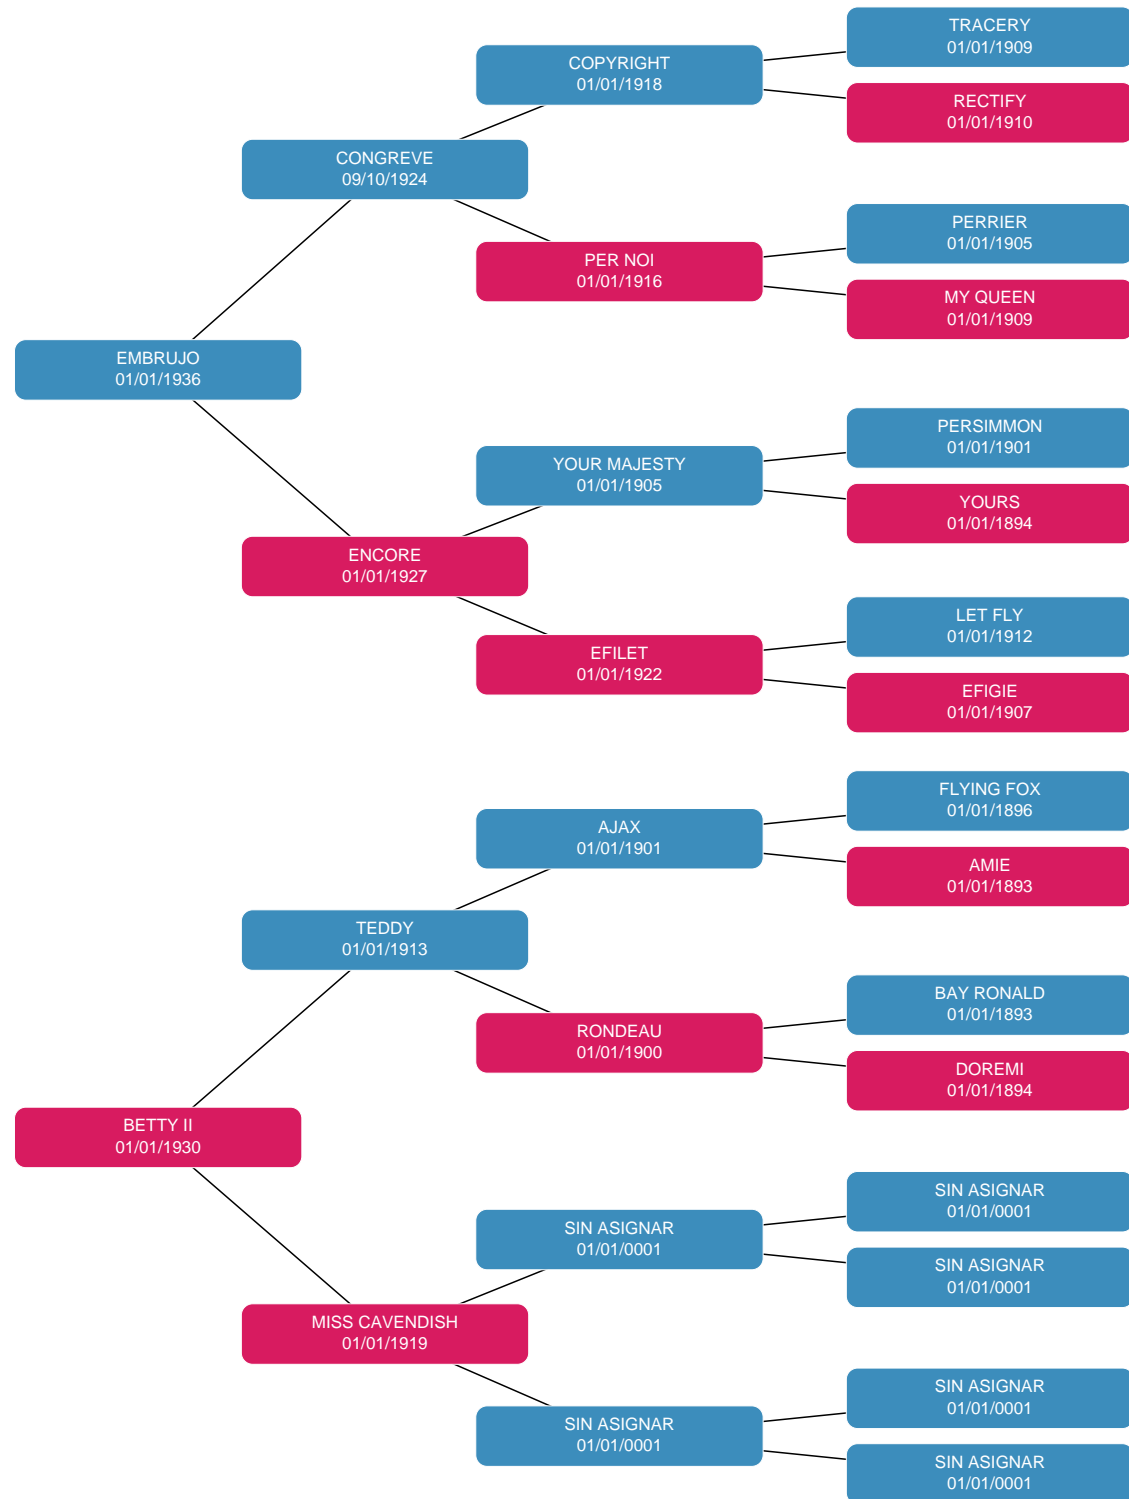 TRACERY
01/01/1909
COPYRIGHT
01/01/1918
RECTIFY
01/01/1910
CONGREVE
09/10/1924
PERRIER
01/01/1905
PER NOI
01/01/1916
MY QUEEN
01/01/1909
EMBRUJO
01/01/1936
PERSIMMON
01/01/1901
YOUR MAJESTY
01/01/1905
YOURS
01/01/1894
ENCORE
01/01/1927
LET FLY
01/01/1912
EFILET
01/01/1922
EFIGIE
01/01/1907
FLYING FOX
01/01/1896
AJAX
01/01/1901
AMIE
01/01/1893
TEDDY
01/01/1913
BAY RONALD
01/01/1893
RONDEAU
01/01/1900
DOREMI
01/01/1894
BETTY II
01/01/1930
SIN ASIGNAR
01/01/0001
SIN ASIGNAR
01/01/0001
SIN ASIGNAR
01/01/0001
MISS CAVENDISH
01/01/1919
SIN ASIGNAR
01/01/0001
SIN ASIGNAR
01/01/0001
SIN ASIGNAR
01/01/0001